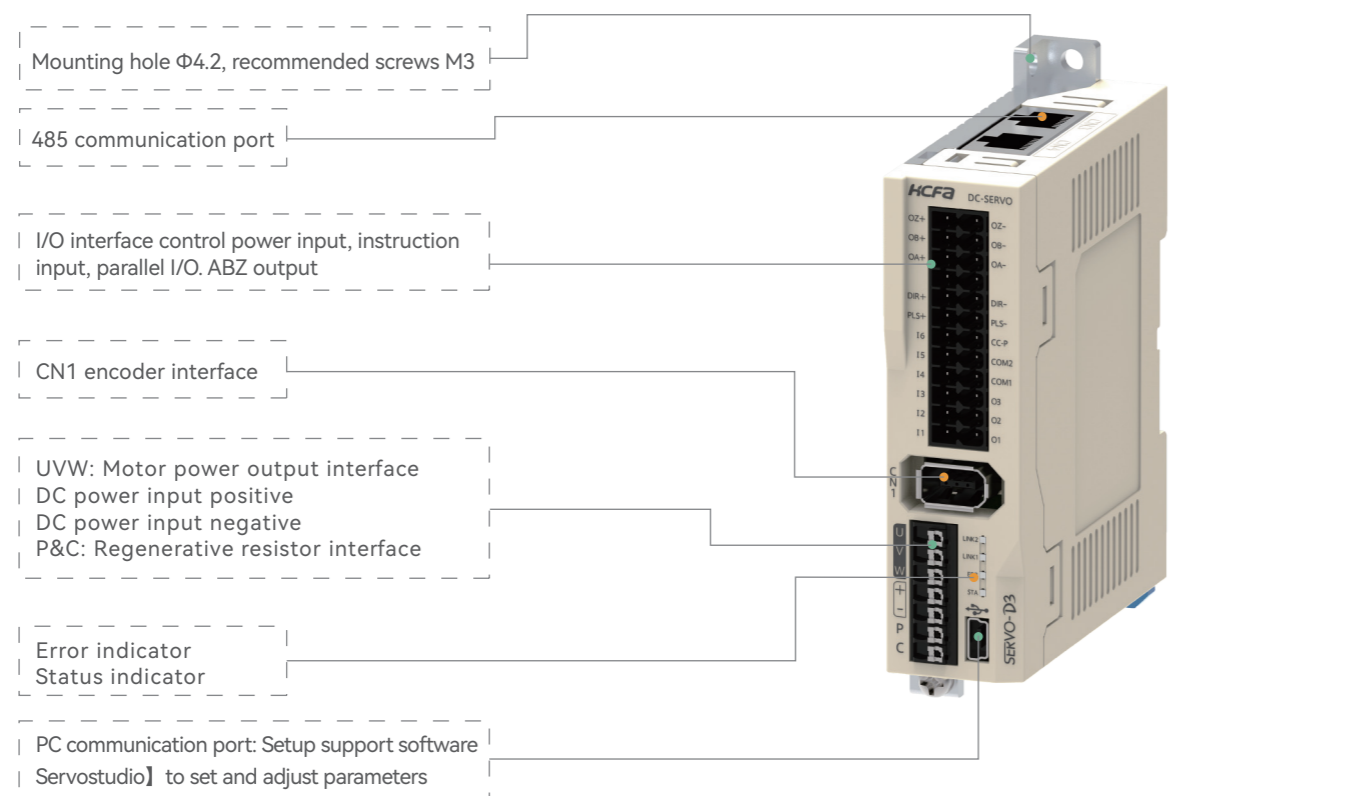 Mounting hole Φ4.2, recommended screws M3
485 communication port
I/O interface control power input, instruction
input, parallel I/O. ABZ output
CN1 encoder interface
UVW: Motor power output interface
DC power input positive
DC power input negative
P&C: Regenerative resistor interface
Error indicator
Status indicator
PC communication port: Setup support software
Servostudio】to set and adjust parameters
HCFA DC-SERVO
OZ+ OZ-
OB+ OB-
OA+ OA-
DIR+ DIR-
PLS+ PLS-
I6 CC-P
I5 COM2
I4 COM1
I3 O3
I2 O2
I1 O1
CN1
U
V
W
+
-
P
C
LINK2
LINK1
STA
SERVO-D3